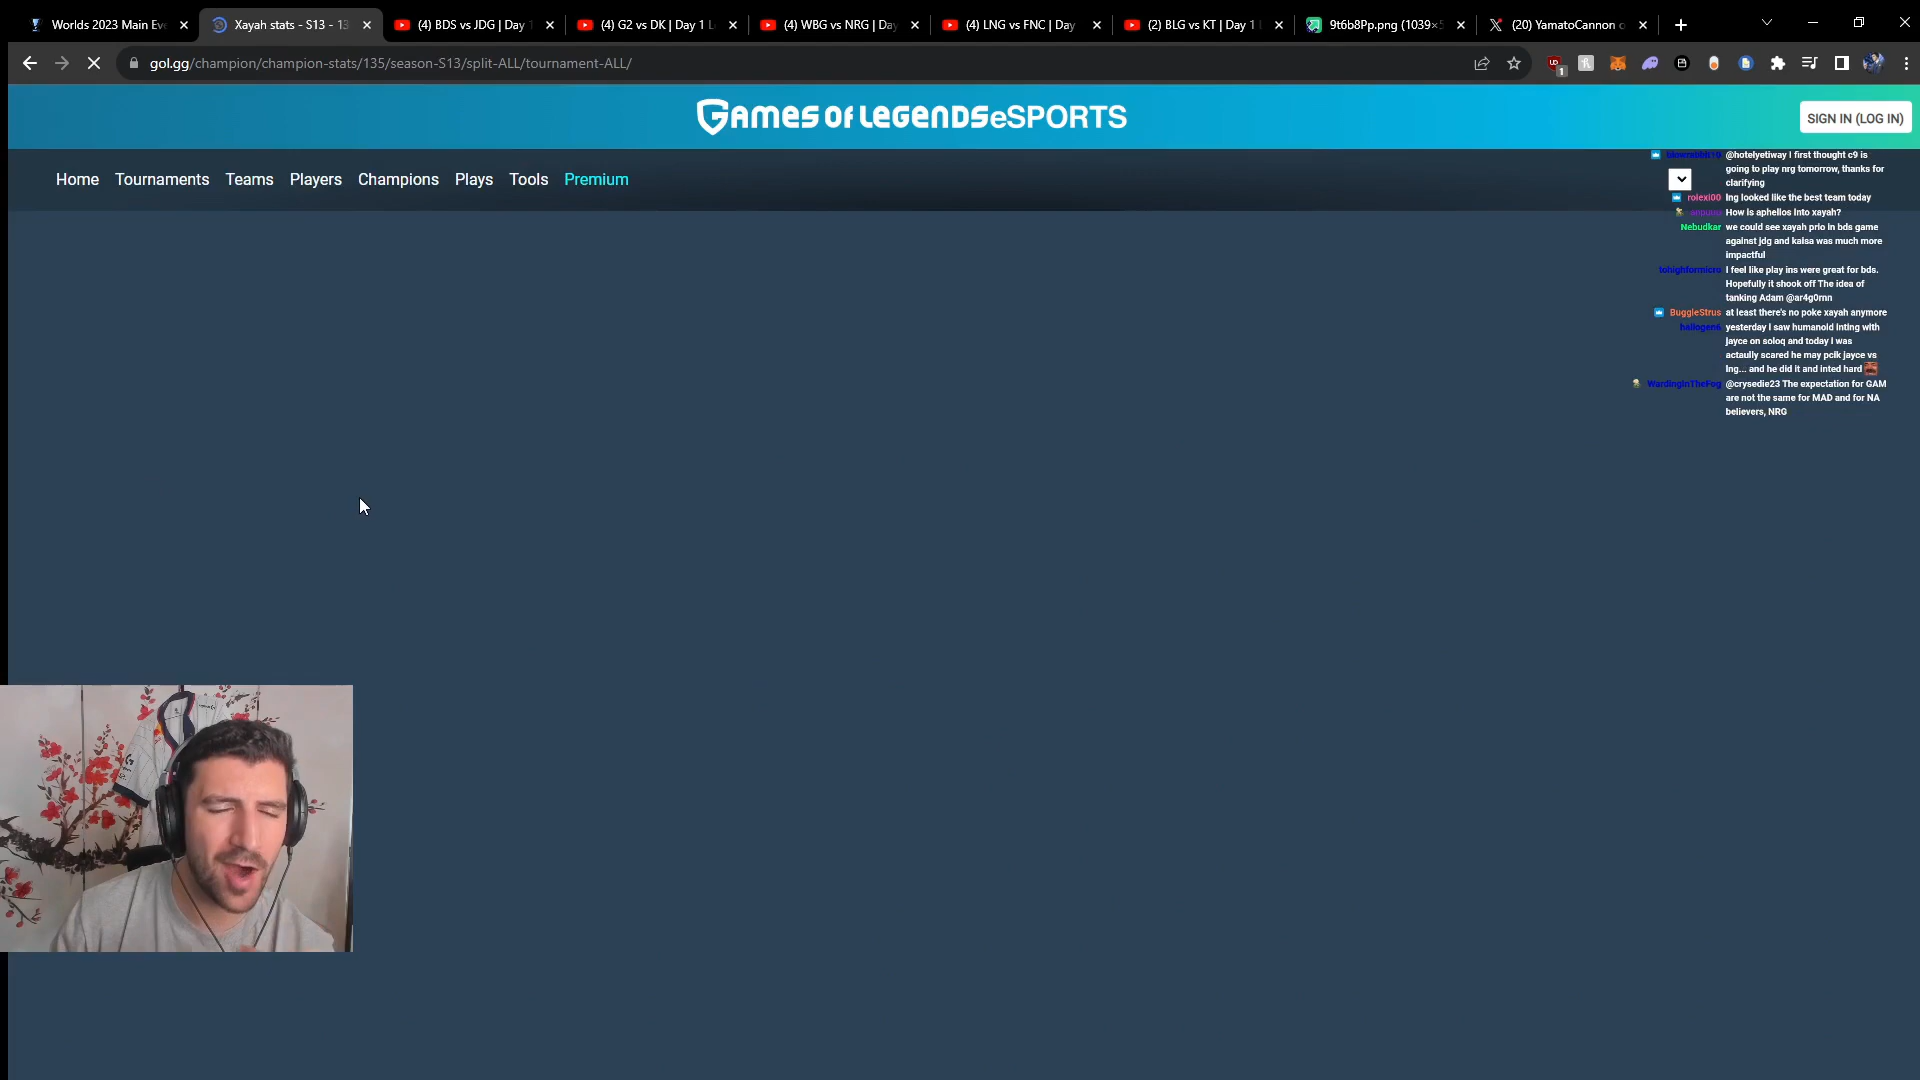 Worlds 2023 Main Eve
Xayah stats - S13 - 13
(4) BDS vs JDG | Day 1
(4) G2 vs DK | Day 1 L
(4) WBG vs NRG | Day
(4) LNG vs FNC | Day
(2) BLG vs KT | Day 1
9t6b8Pp.png (1039×5
(20) YamatoCannon o
gol.gg/champion/champion-stats/135/season-S13/split-ALL/tournament-ALL/
1
GAMES OF LEGENDS eSPORTS
SIGN IN (LOG IN)
Home Tournaments Teams Players Champions Plays Tools Premium
@hotelyetiway I first thought c9 is
going to play nrg tomorrow, thanks for
clarifying
rolexi00 lng looked like the best team today
How is aphelios into xayah?
Nebudkar we could see xayah prio in bds game
against jdg and kaisa was much more
impactful
tohighformicro I feel like play ins were great for bds.
Hopefully it shook off The idea of
tanking Adam @ar4g0rnn
BuggleStrus at least there's no poke xayah anymore
hallogen6 yesterday I saw humanoid inting with
jayce on soloq and today I was
actaully scared he may pcik jayce vs
lng... and he did it and inted hard
WardingInTheFog @crysedie23 The expectation for GAM
are not the same for MAD and for NA
believers, NRG